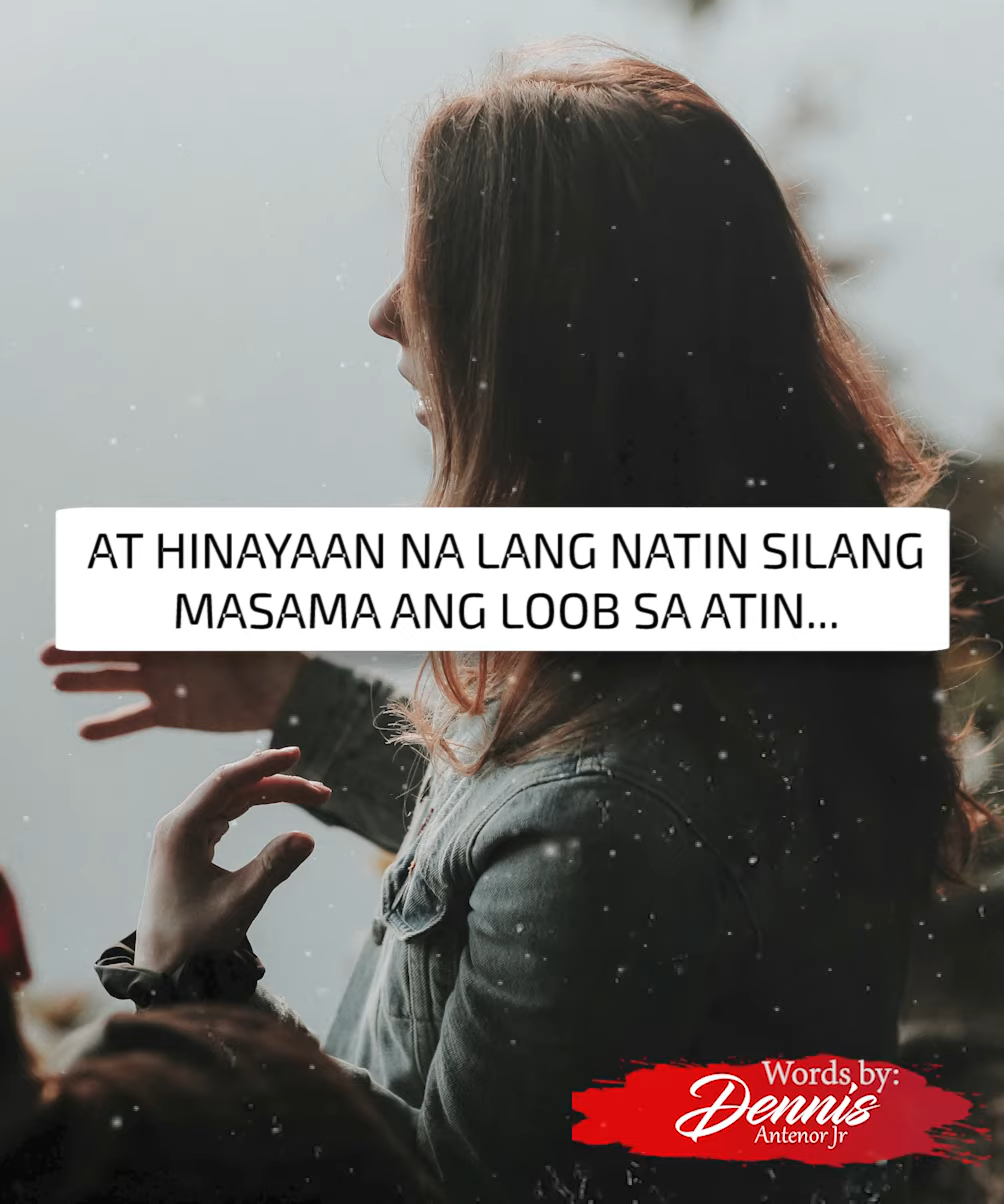 AT HINAYAAN NA LANG NATIN SILANG
MASAMA ANG LOOB SA ATIN...
Words by:
Dennis
Antenor Jr